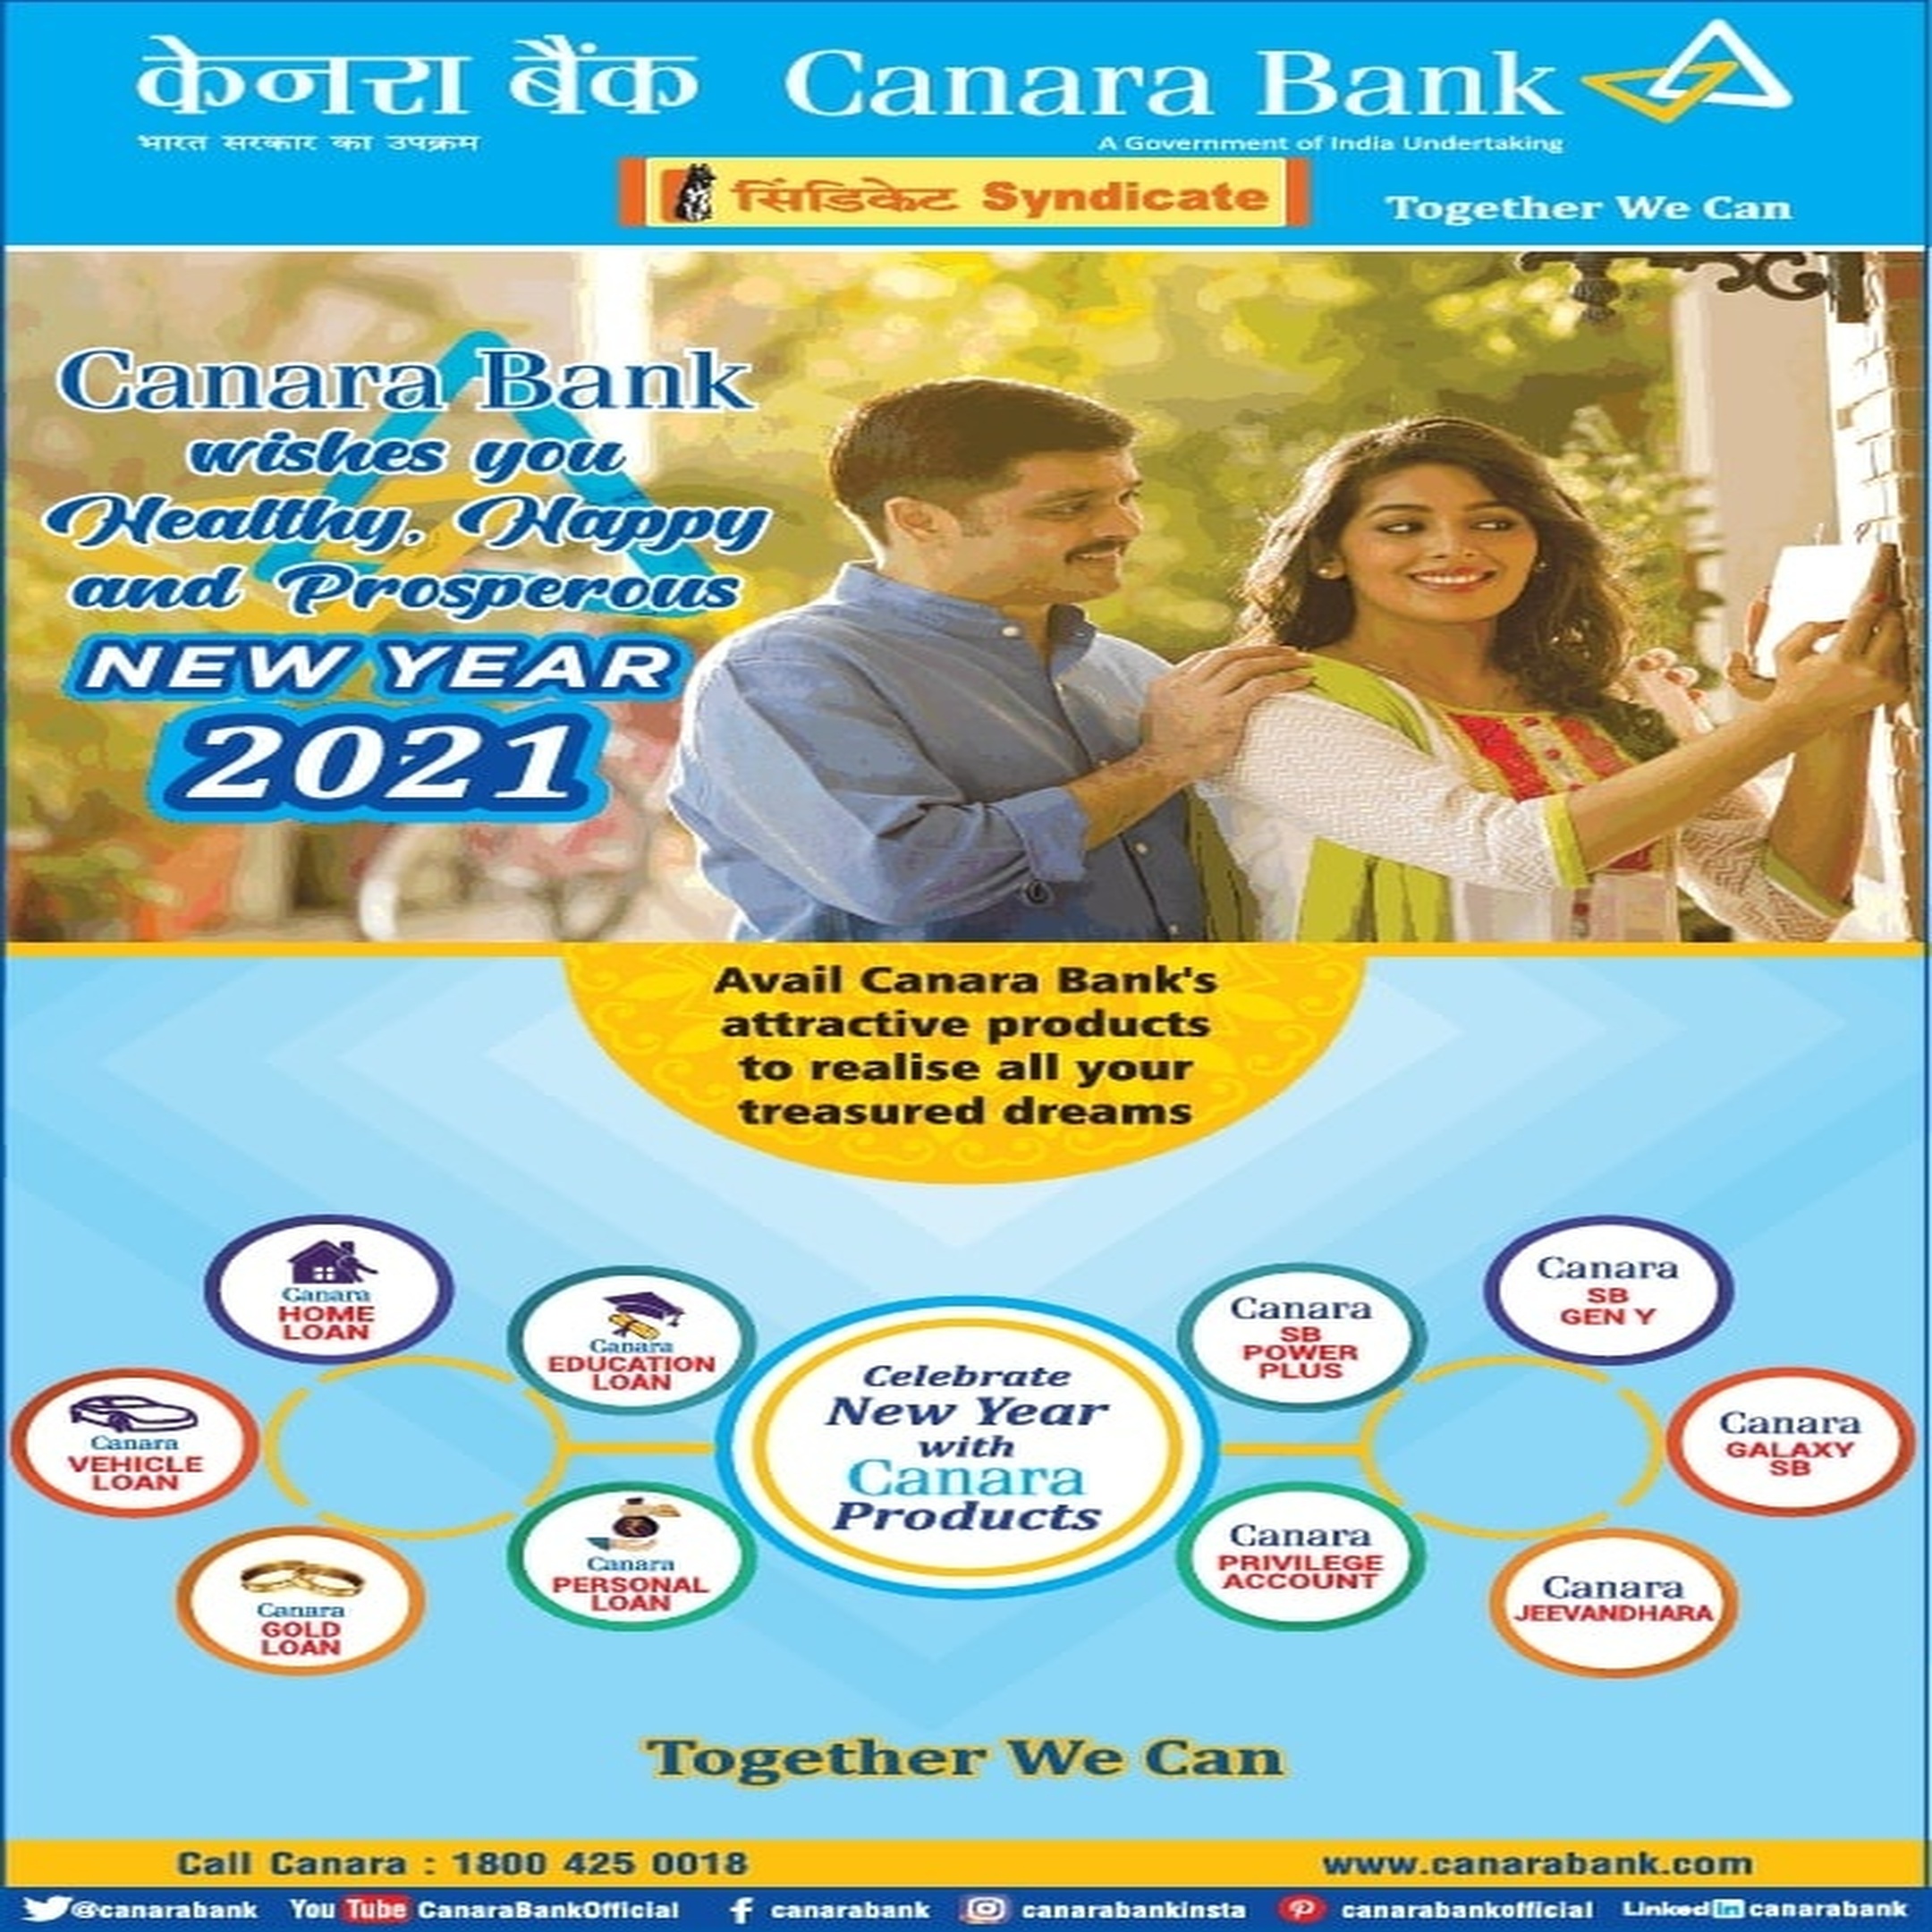 केनरा बैंक Canara Bank
भारत सरकार का उपक्रम A Government of India Undertaking
सिंडिकेट Syndicate Together We Can
Canara Bank
wishes you
Healthy, Happy
and Prosperous
NEW YEAR
2021
Avail Canara Bank's
attractive products
to realise all your
treasured dreams
Canara
HOME
LOAN
Canara
EDUCATION
LOAN
Canara
VEHICLE
LOAN
Canara
GOLD
LOAN
Canara
PERSONAL
LOAN
Celebrate
New Year
with
Canara
Products
Canara
SB
POWER
PLUS
Canara
SB
GEN Y
Canara
GALAXY
SB
Canara
PRIVILEGE
ACCOUNT
Canara
JEEVANDHARA
Together We Can
Call Canara : 1800 425 0018 www.canarabank.com
@canarabank YouTube CanaraBankOfficial canarabank canarabankinsta canarabankofficial Linkedin canarabank